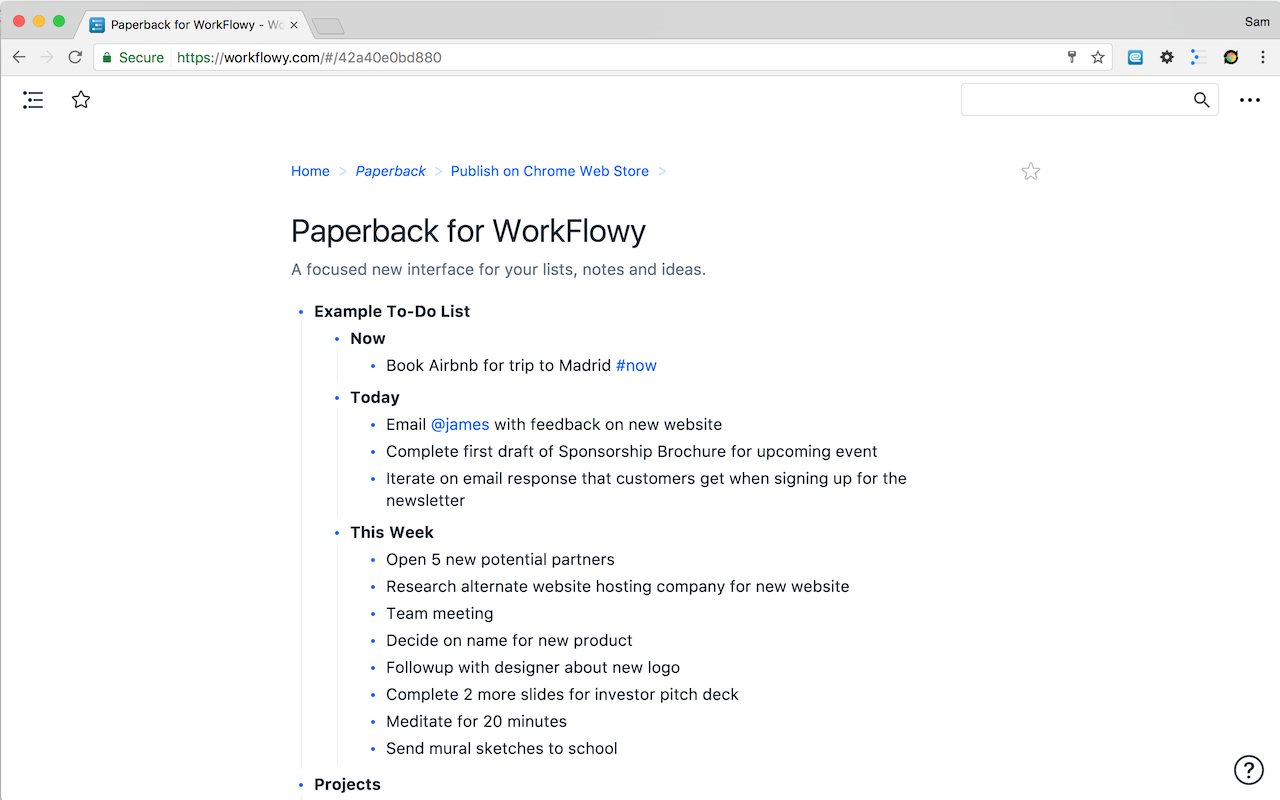 Paperback for WorkFlowy - Wo
Sam
Secure https://workflowy.com/#/42a40e0bd880
Home > Paperback > Publish on Chrome Web Store >
Paperback for WorkFlowy
A focused new interface for your lists, notes and ideas.
Example To-Do List
Now
Book Airbnb for trip to Madrid #now
Today
Email @james with feedback on new website
Complete first draft of Sponsorship Brochure for upcoming event
Iterate on email response that customers get when signing up for the
newsletter
This Week
Open 5 new potential partners
Research alternate website hosting company for new website
Team meeting
Decide on name for new product
Followup with designer about new logo
Complete 2 more slides for investor pitch deck
Meditate for 20 minutes
Send mural sketches to school
Projects
?